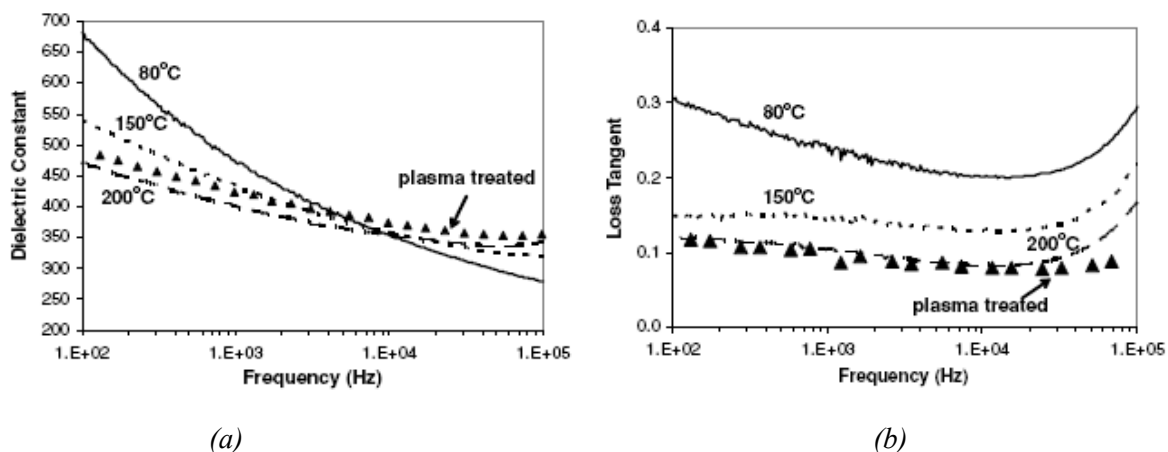 700
650
600
550
500
450
400
350
300
250
200
Dielectric Constant
80°C
150°C
200°C
plasma treated
1.E+02 1.E+03 1.E+04 1.E+05
Frequency (Hz)
(a)
0.4
0.3
0.2
0.1
0.0
Loss Tangent
80°C
150°C
200°C
plasma treated
1.E+02 1.E+03 1.E+04 1.E+05
Frequency (Hz)
(b)